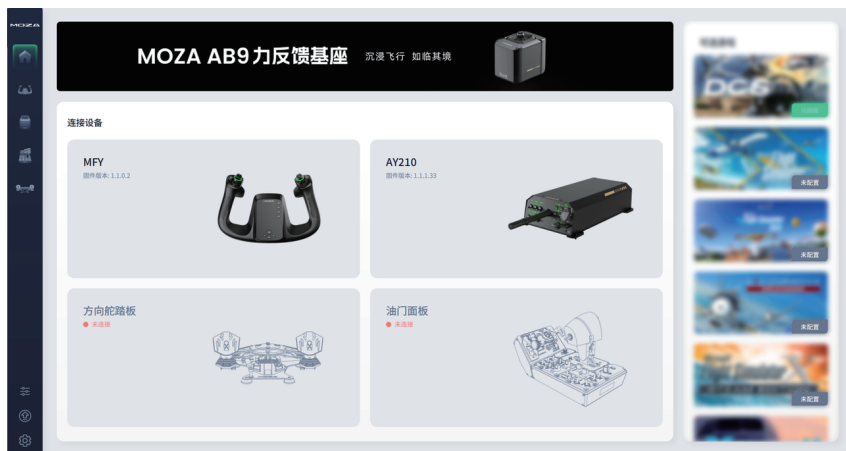 MOZA
MOZA AB9力反馈基座 沉浸飞行 如临其境
连接设备
MFY
固件版本: 1.1.0.2
AY210
固件版本: 1.1.1.33
方向舵踏板
未连接
油门面板
未连接
DCS
未配置
未配置
未配置
未配置